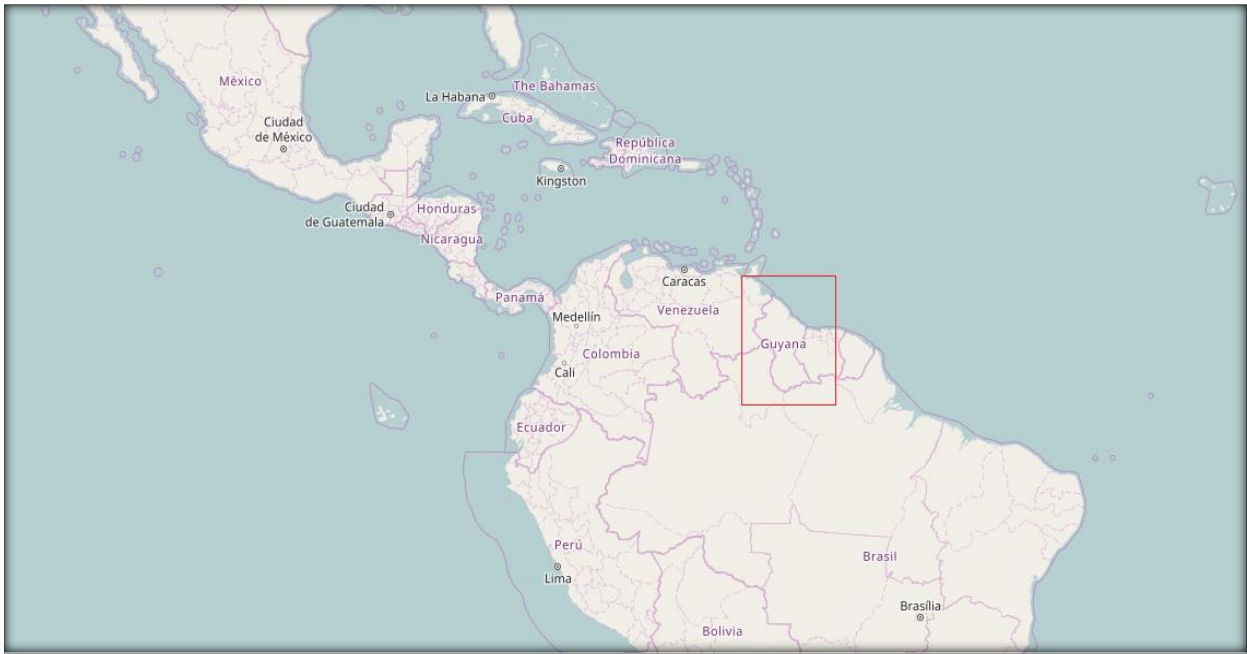 México
Ciudad
de México
La Habana
The Bahamas
Cuba
República
Dominicana
Kingston
Ciudad
de Guatemala
Honduras
Nicaragua
Panamá
Caracas
Venezuela
Medellín
Colombia
Guyana
Cali
Ecuador
Perú
Lima
Brasil
Brasília
Bolivia